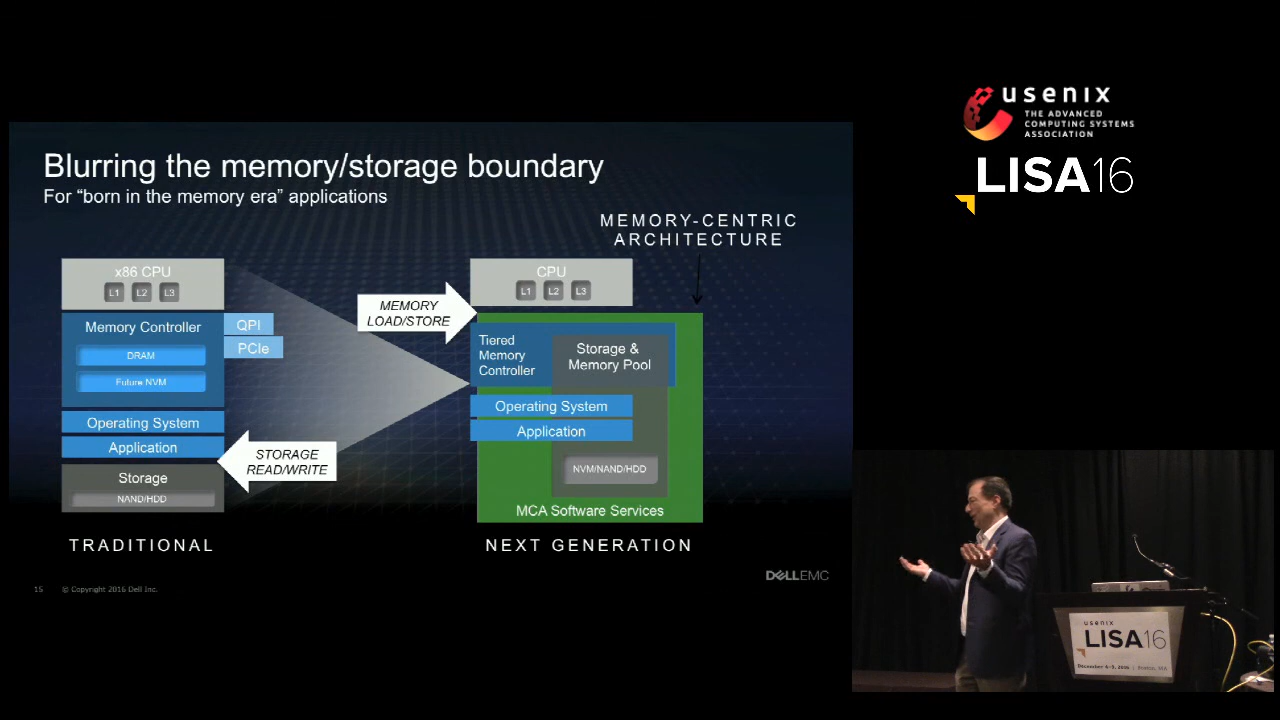 Blurring the memory/storage boundary
For “born in the memory era” applications
MEMORY-CENTRIC
ARCHITECTURE
x86 CPU
L1 L2 L3
Memory Controller
QPI
PCIe
DRAM
Future NVM
Operating System
Application
Storage
NAND/HDD
STORAGE
READ/WRITE
TRADITIONAL
MEMORY
LOAD/STORE
CPU
L1 L2 L3
Tiered
Memory
Controller
Storage &
Memory Pool
Operating System
Application
NVM/NAND/HDD
MCA Software Services
NEXT GENERATION
15 © Copyright 2016 Dell Inc.
DELLEMC
usenix
THE ADVANCED
COMPUTING SYSTEMS
ASSOCIATION
LISA16
usenix
LISA16
December 4–9, 2016 | Boston, MA